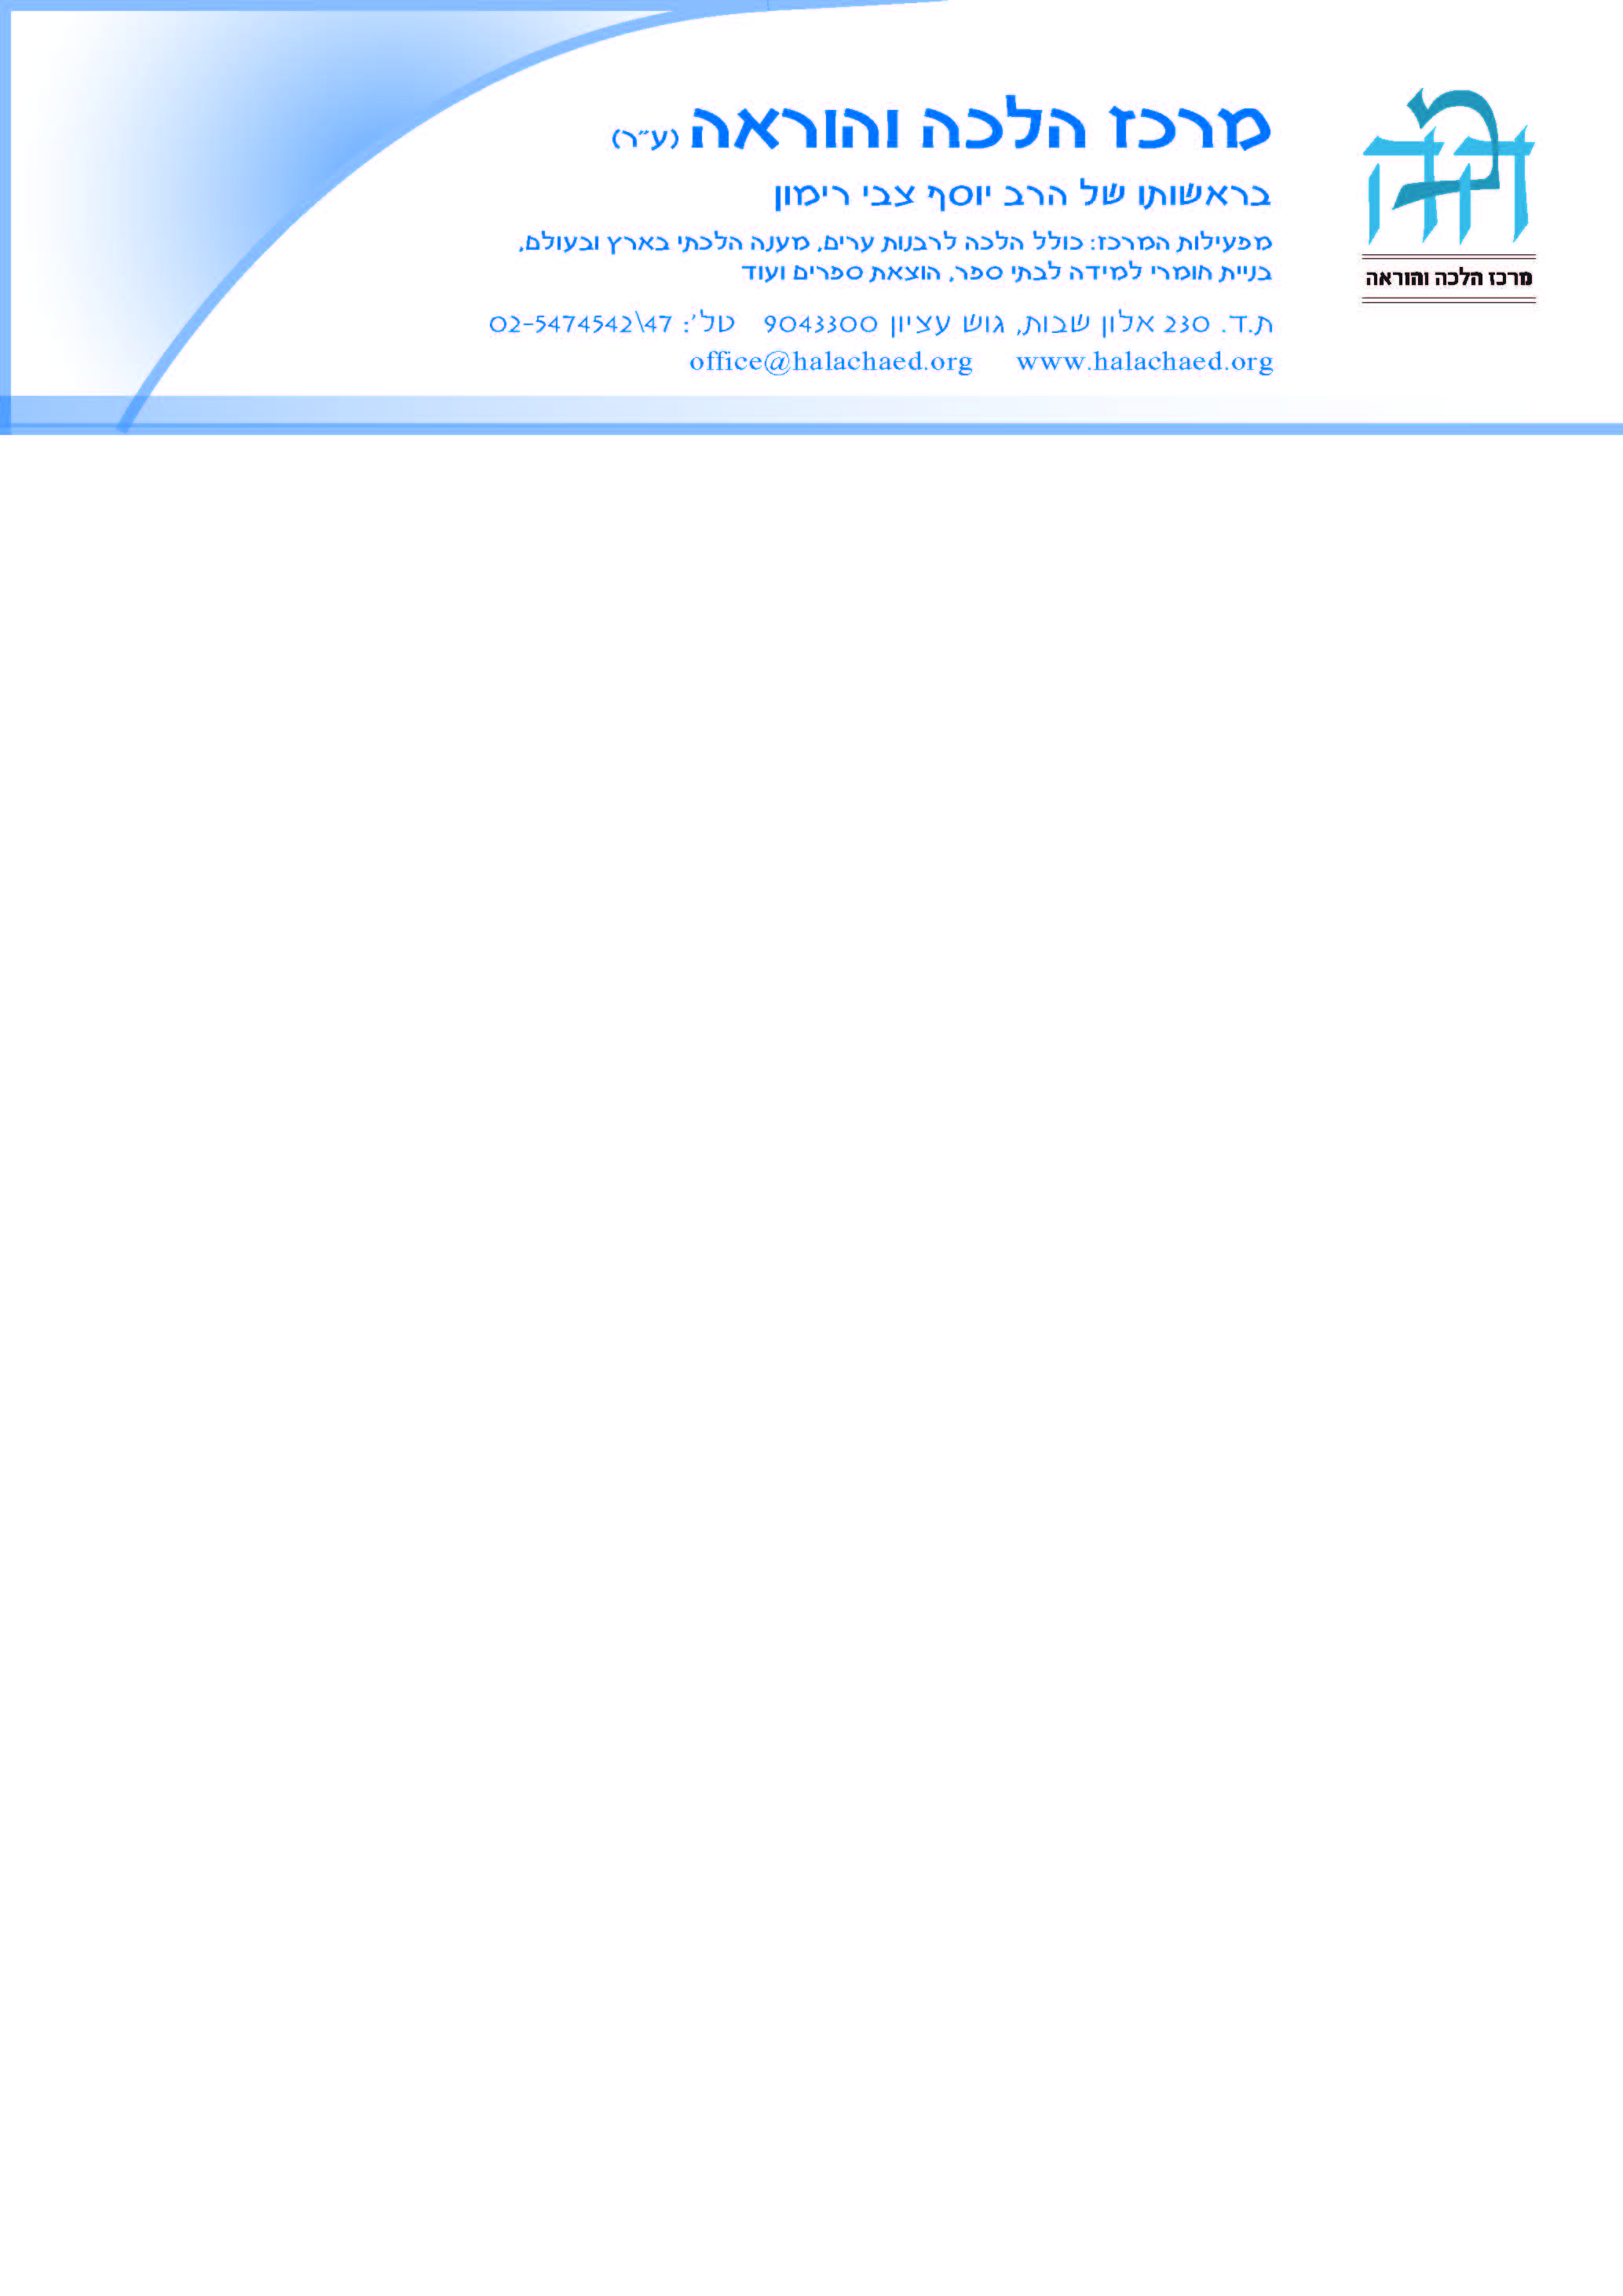 מרכז הלכה והוראה (ע״ר)
בראשותו של הרב יוסף צבי רימון
מפעילות המרכז: כולל הלכה לרבנות ערים, מענה הלכתי בארץ ובעולם,
בניית חומרי למידה לבתי ספר, הוצאת ספרים ועוד
ת.ד. 230 אלון שבות, גוש עציון 9043300 טל': 02-5474542\47
office@halachaed.org www.halachaed.org
מרכז הלכה והוראה